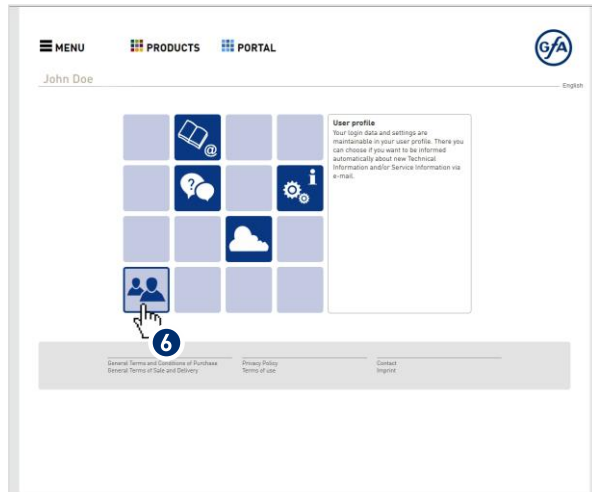 MENU PRODUCTS PORTAL GfA
John Doe
English
@
User profile
Your login data and settings are
maintainable in your user profile. There you
can choose if you want to be informed
automatically about new Technical
Information and/or Service Information via
e-mail.
?
i
6
General Terms and Conditions of Purchase
General Terms of Sale and Delivery
Privacy Policy
Terms of use
Contact
Imprint